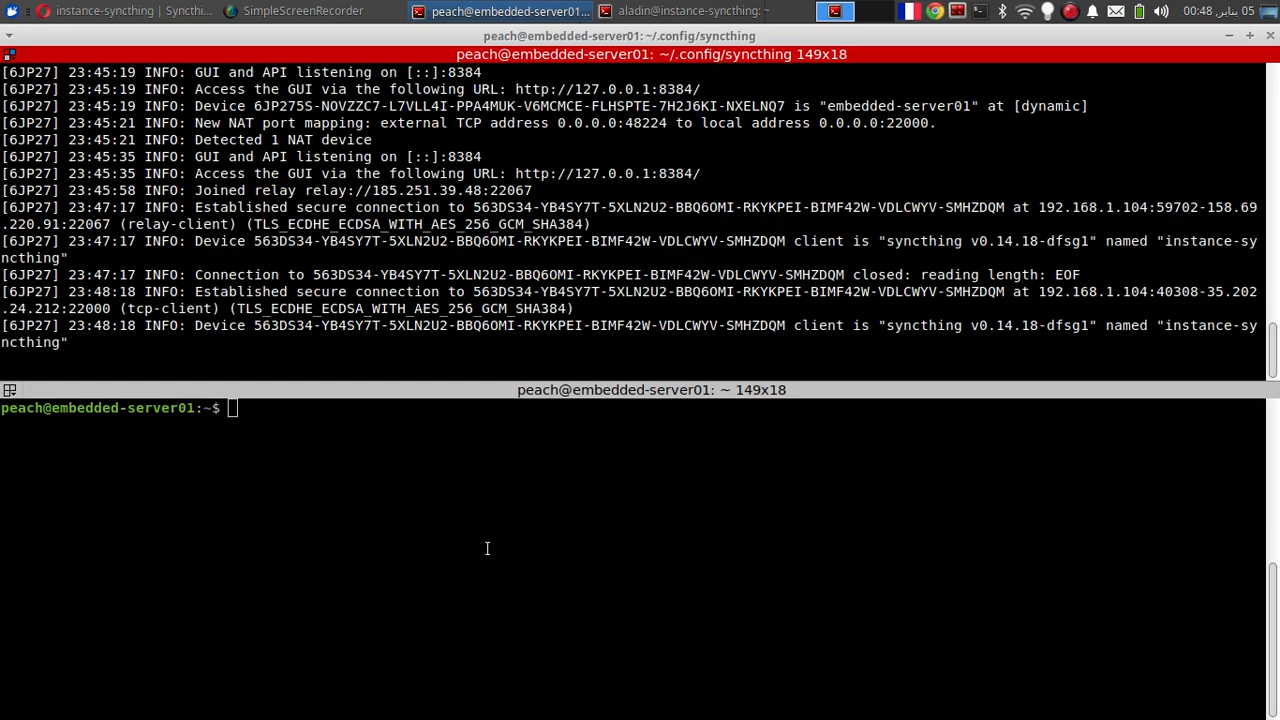 instance-syncthing | Syncthi...
SimpleScreenRecorder
peach@embedded-server01...
aladin@instance-syncthing: ~
05 يناير, 00:48
peach@embedded-server01: ~/.config/syncthing
peach@embedded-server01: ~/.config/syncthing 149x18
[6JP27] 23:45:19 INFO: GUI and API listening on [::]:8384
[6JP27] 23:45:19 INFO: Access the GUI via the following URL: http://127.0.0.1:8384/
[6JP27] 23:45:19 INFO: Device 6JP275S-NOVZZC7-L7VLL4I-PPA4MUK-V6MCMCE-FLHSPTE-7H2J6KI-NXELNQ7 is "embedded-server01" at [dynamic]
[6JP27] 23:45:21 INFO: New NAT port mapping: external TCP address 0.0.0.0:48224 to local address 0.0.0.0:22000.
[6JP27] 23:45:21 INFO: Detected 1 NAT device
[6JP27] 23:45:35 INFO: GUI and API listening on [::]:8384
[6JP27] 23:45:35 INFO: Access the GUI via the following URL: http://127.0.0.1:8384/
[6JP27] 23:45:58 INFO: Joined relay relay://185.251.39.48:22067
[6JP27] 23:47:17 INFO: Established secure connection to 563DS34-YB4SY7T-5XLN2U2-BBQ6OMI-RKYKPEI-BIMF42W-VDLCWYV-SMHZDQM at 192.168.1.104:59702-158.69
.220.91:22067 (relay-client) (TLS_ECDHE_ECDSA_WITH_AES_256_GCM_SHA384)
[6JP27] 23:47:17 INFO: Device 563DS34-YB4SY7T-5XLN2U2-BBQ6OMI-RKYKPEI-BIMF42W-VDLCWYV-SMHZDQM client is "syncthing v0.14.18-dfsg1" named "instance-sy
ncthing"
[6JP27] 23:47:17 INFO: Connection to 563DS34-YB4SY7T-5XLN2U2-BBQ6OMI-RKYKPEI-BIMF42W-VDLCWYV-SMHZDQM closed: reading length: EOF
[6JP27] 23:48:18 INFO: Established secure connection to 563DS34-YB4SY7T-5XLN2U2-BBQ6OMI-RKYKPEI-BIMF42W-VDLCWYV-SMHZDQM at 192.168.1.104:40308-35.202
.24.212:22000 (tcp-client) (TLS_ECDHE_ECDSA_WITH_AES_256_GCM_SHA384)
[6JP27] 23:48:18 INFO: Device 563DS34-YB4SY7T-5XLN2U2-BBQ6OMI-RKYKPEI-BIMF42W-VDLCWYV-SMHZDQM client is "syncthing v0.14.18-dfsg1" named "instance-sy
ncthing"
peach@embedded-server01: ~ 149x18
peach@embedded-server01:~$